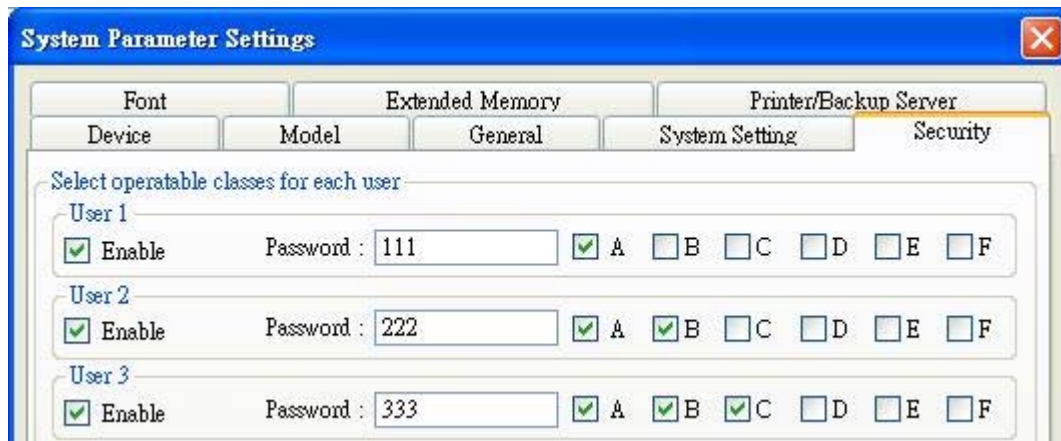 System Parameter Settings
Font Extended Memory Printer/Backup Server
Device Model General System Setting Security
Select operatable classes for each user
User 1
Enable Password : 111 A B C D E F
User 2
Enable Password : 222 A B C D E F
User 3
Enable Password : 333 A B C D E F